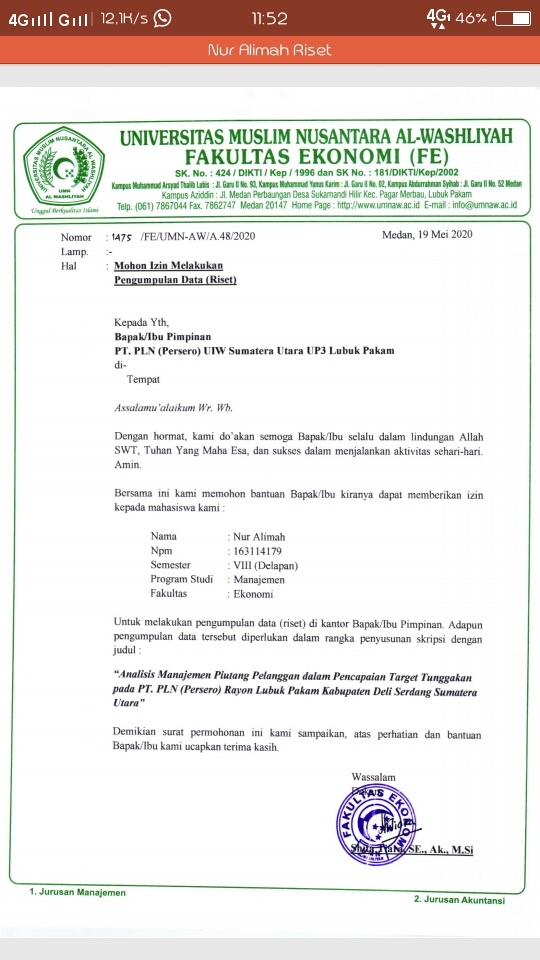 4G 4G 12,1K/s 11:52 4G 46%
Nur Alimah Riset
UNIVERSITAS MUSLIM NUSANTARA AL-WASHLIYAH
FAKULTAS EKONOMI (FE)
SK. No. : 424 / DIKTI / Kep / 1996 dan SK No. : 181/DIKTI/Kep/2002
Kampus Muhammad Arsyad Thalib Lubis : Jl. Garu II No. 93, Kampus Muhammad Yunus Karim : Jl. Garu II No. 02, Kampus Abdurrahman Syihab : Jl. Garu II No. 52 Medan
Kampus Aziddin : Jl. Medan Perbaungan Desa Sukamandi Hilir Kec. Pagar Merbau, Lubuk Pakam
Telp. (061) 7867044 Fax. 7862747 Medan 20147 Home Page : http://www.umnaw.ac.id E-mail : info@umnaw.ac.id
UNIVERSITAS MUSLIM NUSANTARA AL WASHLIYAH
UMN
AL WASHLIYAH
Unggul Berkualitas Islami
Nomor : 1475 /FE/UMN-AW/A.48/2020 Medan, 19 Mei 2020
Lamp. :-
Hal : Mohon Izin Melakukan
Pengumpulan Data (Riset)
Kepada Yth,
Bapak/Ibu Pimpinan
PT. PLN (Persero) UIW Sumatera Utara UP3 Lubuk Pakam
di-
Tempat
Assalamu'alaikum Wr. Wb.
Dengan hormat, kami do'akan semoga Bapak/Ibu selalu dalam lindungan Allah
SWT, Tuhan Yang Maha Esa, dan sukses dalam menjalankan aktivitas sehari-hari.
Amin.
Bersama ini kami memohon bantuan Bapak/Ibu kiranya dapat memberikan izin
kepada mahasiswa kami :
Nama : Nur Alimah
Npm : 163114179
Semester : VIII (Delapan)
Program Studi : Manajemen
Fakultas : Ekonomi
Untuk melakukan pengumpulan data (riset) di kantor Bapak/Ibu Pimpinan. Adapun
pengumpulan data tersebut diperlukan dalam rangka penyusunan skripsi dengan
judul :
"Analisis Manajemen Piutang Pelanggan dalam Pencapaian Target Tunggakan
pada PT. PLN (Persero) Rayon Lubuk Pakam Kabupaten Deli Serdang Sumatera
Utara"
Demikian surat permohonan ini kami sampaikan, atas perhatian dan bantuan
Bapak/Ibu kami ucapkan terima kasih.
Wassalam
Dekan
FAKULTAS EKONOMI
SE., Ak., M.Si
1. Jurusan Manajemen
2. Jurusan Akuntansi